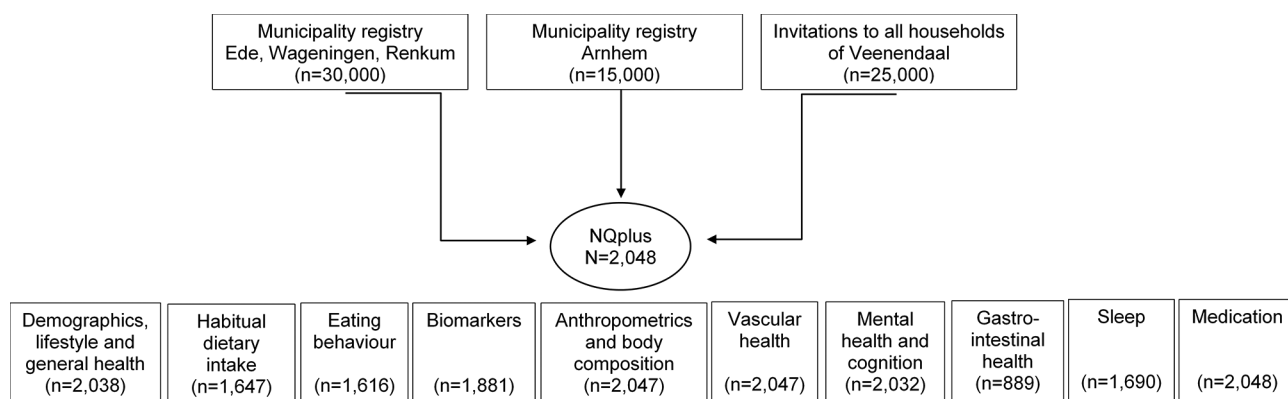 Municipality registry
Ede, Wageningen, Renkum
(n=30,000)
Municipality registry
Arnhem
(n=15,000)
Invitations to all households
of Veenendaal
(n=25,000)
NQplus
N=2,048
Demographics,
lifestyle and
general health
(n=2,038)
Habitual
dietary
intake
(n=1,647)
Eating
behaviour
(n=1,616)
Biomarkers
(n=1,881)
Anthropometrics
and body
composition
(n=2,047)
Vascular
health
(n=2,047)
Mental
health and
cognition
(n=2,032)
Gastro-
intestinal
health
(n=889)
Sleep
(n=1,690)
Medication
(n=2,048)